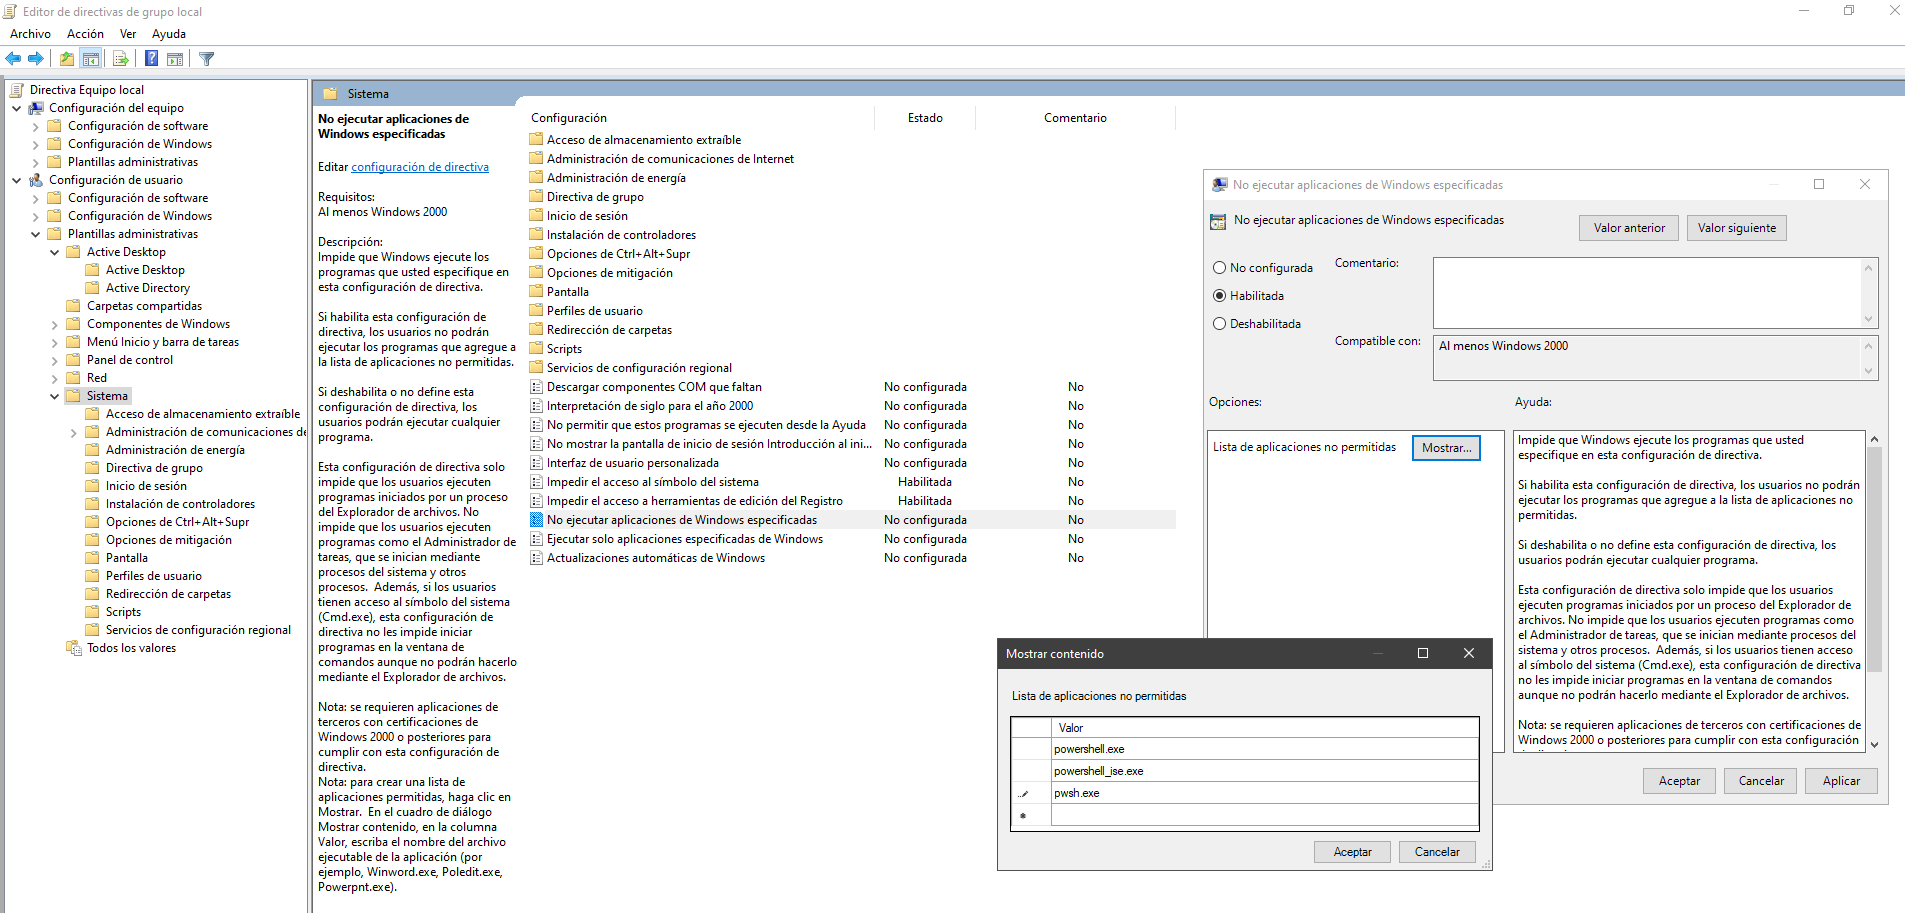 Editor de directivas de grupo local
Archivo Acción Ver Ayuda
Directiva Equipo local
Configuración del equipo
Configuración de software
Configuración de Windows
Plantillas administrativas
Configuración de usuario
Configuración de software
Configuración de Windows
Plantillas administrativas
Active Desktop
Active Desktop
Active Directory
Carpetas compartidas
Componentes de Windows
Menú Inicio y barra de tareas
Panel de control
Red
Sistema
Acceso de almacenamiento extraíble
Administración de comunicaciones de
Administración de energía
Directiva de grupo
Inicio de sesión
Instalación de controladores
Opciones de Ctrl+Alt+Supr
Opciones de mitigación
Pantalla
Perfiles de usuario
Redirección de carpetas
Scripts
Servicios de configuración regional
Todos los valores
Sistema
No ejecutar aplicaciones de
Windows especificadas
Editar configuración de directiva
Requisitos:
Al menos Windows 2000
Descripción:
Impide que Windows ejecute los
programas que usted especifique en
esta configuración de directiva.
Si habilita esta configuración de
directiva, los usuarios no podrán
ejecutar los programas que agregue a
la lista de aplicaciones no permitidas.
Si deshabilita o no define esta
configuración de directiva, los
usuarios podrán ejecutar cualquier
programa.
Esta configuración de directiva solo
impide que los usuarios ejecuten
programas iniciados por un proceso
del Explorador de archivos. No
impide que los usuarios ejecuten
programas como el Administrador de
tareas, que se inician mediante
procesos del sistema y otros
procesos. Además, si los usuarios
tienen acceso al símbolo del sistema
(Cmd.exe), esta configuración de
directiva no les impide iniciar
programas en la ventana de
comandos aunque no podrán hacerlo
mediante el Explorador de archivos.
Nota: se requieren aplicaciones de
terceros con certificaciones de
Windows 2000 o posteriores para
cumplir con esta configuración de
directiva.
Nota: para crear una lista de
aplicaciones permitidas, haga clic en
Mostrar. En el cuadro de diálogo
Mostrar contenido, en la columna
Valor, escriba el nombre del archivo
ejecutable de la aplicación (por
ejemplo, Winword.exe, Poledit.exe,
Powerpnt.exe).
Configuración Estado Comentario
Acceso de almacenamiento extraíble
Administración de comunicaciones de Internet
Administración de energía
Directiva de grupo
Inicio de sesión
Instalación de controladores
Opciones de Ctrl+Alt+Supr
Opciones de mitigación
Pantalla
Perfiles de usuario
Redirección de carpetas
Scripts
Servicios de configuración regional
Descargar componentes COM que faltan No configurada No
Interpretación de siglo para el año 2000 No configurada No
No permitir que estos programas se ejecuten desde la Ayuda No configurada No
No mostrar la pantalla de inicio de sesión Introducción al ini... No configurada No
Interfaz de usuario personalizada No configurada No
Impedir el acceso al símbolo del sistema Habilitada No
Impedir el acceso a herramientas de edición del Registro Habilitada No
No ejecutar aplicaciones de Windows especificadas No configurada No
Ejecutar solo aplicaciones especificadas de Windows No configurada No
Actualizaciones automáticas de Windows No configurada No
No ejecutar aplicaciones de Windows especificadas
No ejecutar aplicaciones de Windows especificadas
Valor anterior Valor siguiente
No configurada
Habilitada
Deshabilitada
Comentario:
Compatible con:
Al menos Windows 2000
Opciones: Ayuda:
Lista de aplicaciones no permitidas Mostrar...
Impide que Windows ejecute los programas que usted
especifique en esta configuración de directiva.
Si habilita esta configuración de directiva, los usuarios no podrán
ejecutar los programas que agregue a la lista de aplicaciones no
permitidas.
Si deshabilita o no define esta configuración de directiva, los
usuarios podrán ejecutar cualquier programa.
Esta configuración de directiva solo impide que los usuarios
ejecuten programas iniciados por un proceso del Explorador de
archivos. No impide que los usuarios ejecuten programas como
el Administrador de tareas, que se inician mediante procesos del
sistema y otros procesos. Además, si los usuarios tienen acceso
al símbolo del sistema (Cmd.exe), esta configuración de directiva
no les impide iniciar programas en la ventana de comandos
aunque no podrán hacerlo mediante el Explorador de archivos.
Nota: se requieren aplicaciones de terceros con certificaciones de
Windows 2000 o posteriores para cumplir con esta configuración
Aceptar Cancelar Aplicar
Mostrar contenido
Lista de aplicaciones no permitidas
Valor
powershell.exe
powershell_ise.exe
pwsh.exe
Aceptar Cancelar